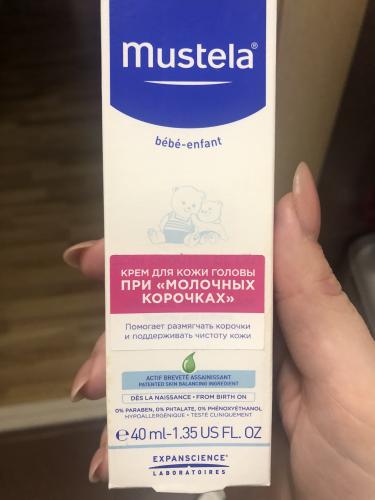 mustela®
bébé-enfant
КРЕМ ДЛЯ КОЖИ ГОЛОВЫ
ПРИ «МОЛОЧНЫХ
КОРОЧКАХ»
Помогает размягчать корочки
и поддерживать чистоту кожи
ACTIF BREVETÉ ASSAINISSANT
PATENTED SKIN BALANCING INGREDIENT
DÈS LA NAISSANCE • FROM BIRTH ON
0% PARABEN, 0% PHTALATE, 0% PHÉNOXYÉTHANOL
HYPOALLERGÉNIQUE • TESTÉ CLINIQUEMENT
℮ 40 ml - 1.35 US FL. OZ
EXPANSCIENCE®
LABORATOIRES